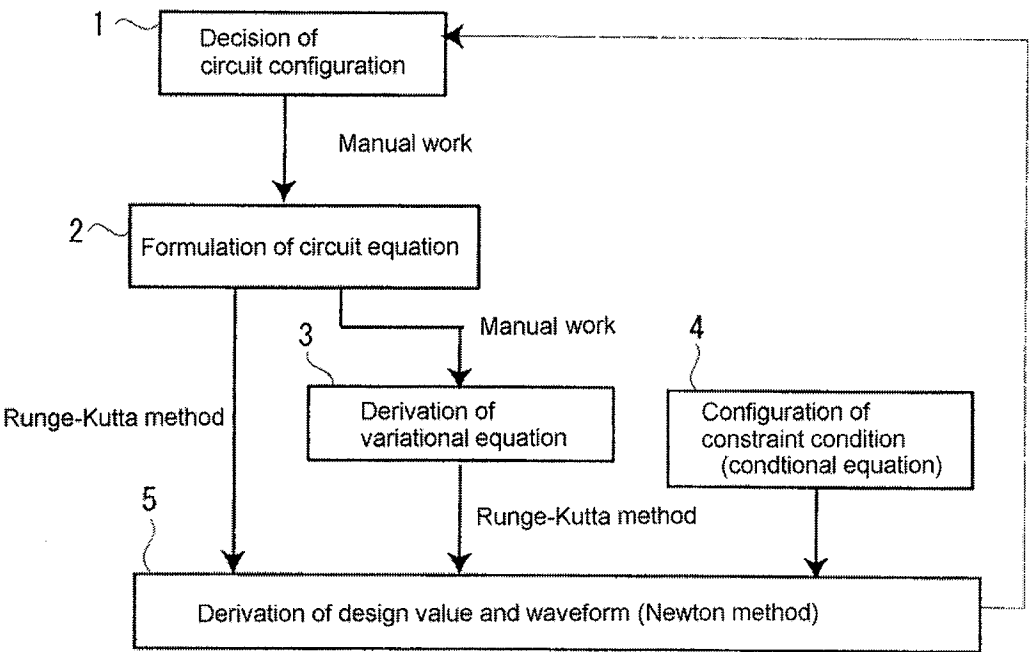 1
Decision of
circuit configuration
Manual work
2
Formulation of circuit equation
Manual work
3
4
Runge-Kutta method
Derivation of
variational equation
Configuration of
constraint condition
(condtional equation)
Runge-Kutta method
5
Derivation of design value and waveform (Newton method)